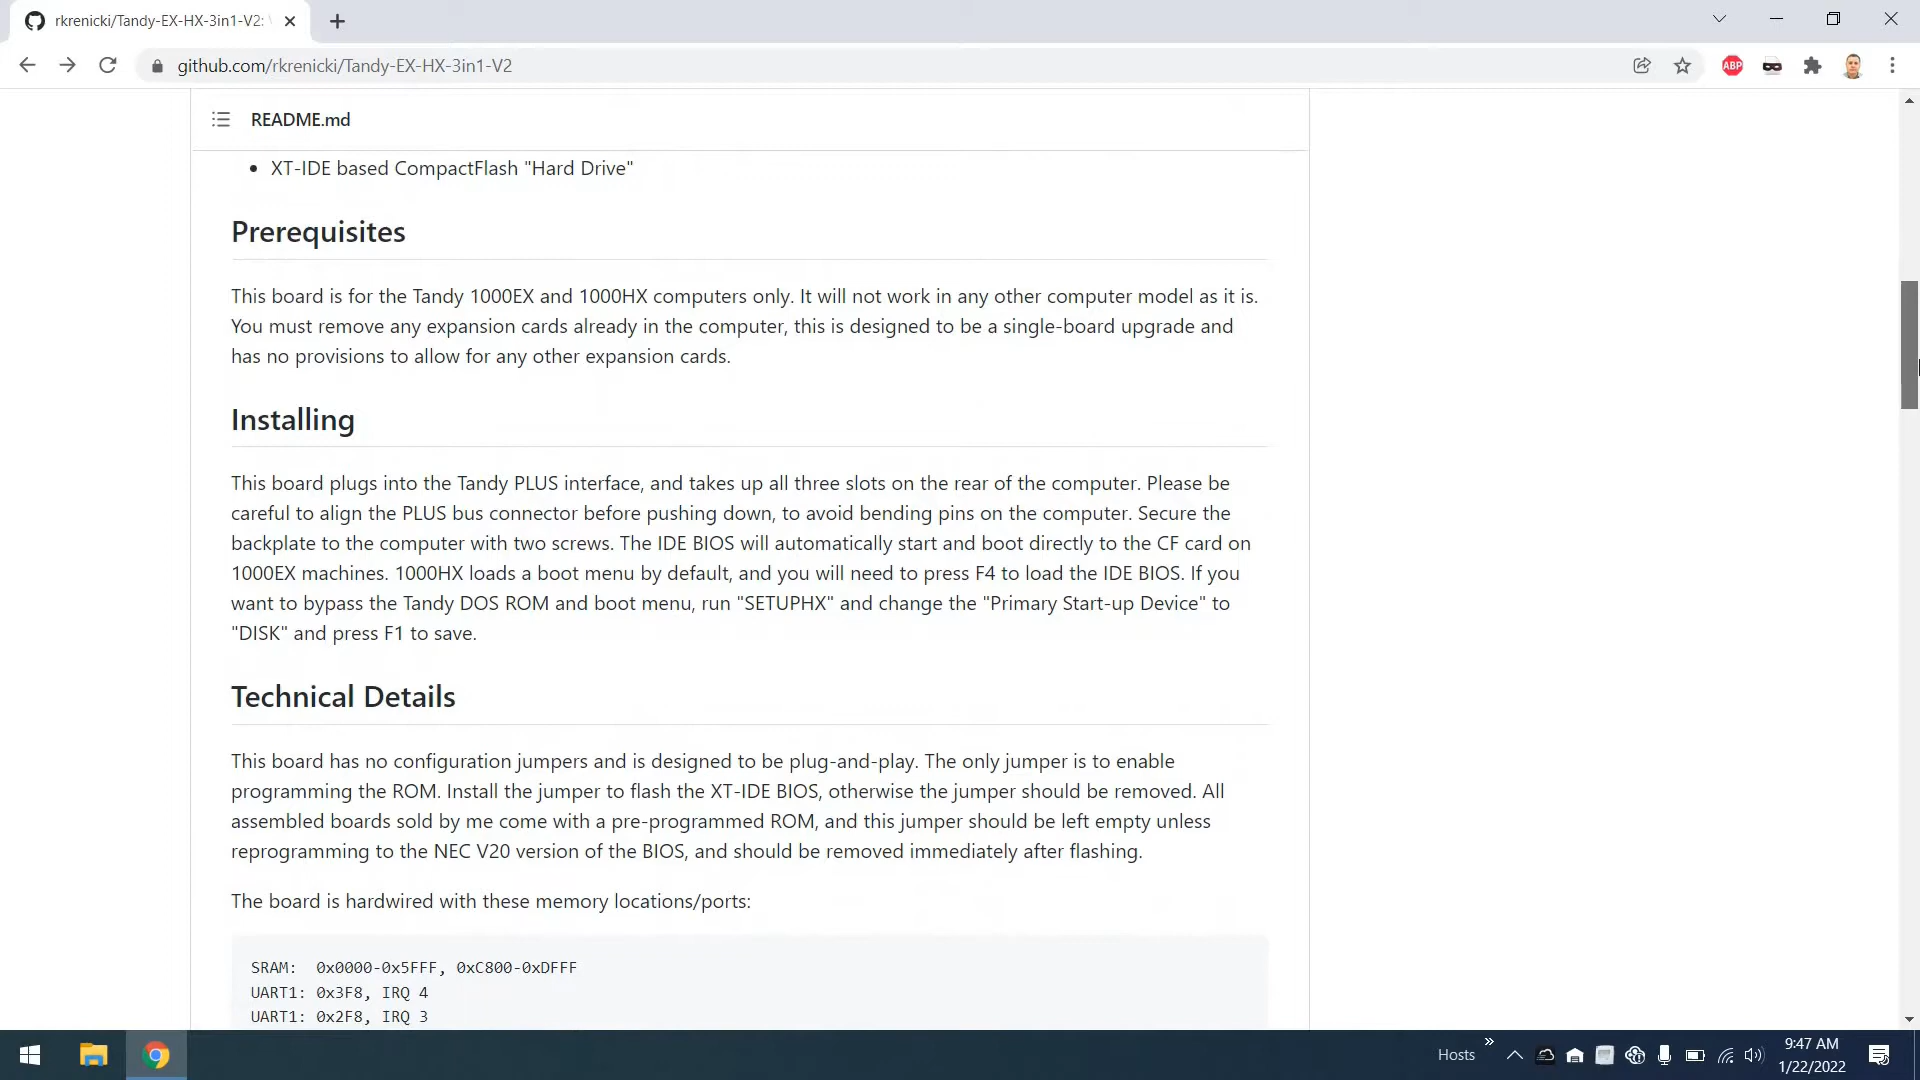 rkrenicki/Tandy-EX-HX-3in1-V2:
github.com/rkrenicki/Tandy-EX-HX-3in1-V2
ABP
README.md
XT-IDE based CompactFlash "Hard Drive"
Prerequisites
This board is for the Tandy 1000EX and 1000HX computers only. It will not work in any other computer model as it is.
You must remove any expansion cards already in the computer, this is designed to be a single-board upgrade and
has no provisions to allow for any other expansion cards.
Installing
This board plugs into the Tandy PLUS interface, and takes up all three slots on the rear of the computer. Please be
careful to align the PLUS bus connector before pushing down, to avoid bending pins on the computer. Secure the
backplate to the computer with two screws. The IDE BIOS will automatically start and boot directly to the CF card on
1000EX machines. 1000HX loads a boot menu by default, and you will need to press F4 to load the IDE BIOS. If you
want to bypass the Tandy DOS ROM and boot menu, run "SETUPHX" and change the "Primary Start-up Device" to
"DISK" and press F1 to save.
Technical Details
This board has no configuration jumpers and is designed to be plug-and-play. The only jumper is to enable
programming the ROM. Install the jumper to flash the XT-IDE BIOS, otherwise the jumper should be removed. All
assembled boards sold by me come with a pre-programmed ROM, and this jumper should be left empty unless
reprogramming to the NEC V20 version of the BIOS, and should be removed immediately after flashing.
The board is hardwired with these memory locations/ports:
SRAM: 0x0000-0x5FFF, 0xC800-0xDFFF
UART1: 0x3F8, IRQ 4
UART1: 0x2F8, IRQ 3
Hosts
9:47 AM
1/22/2022